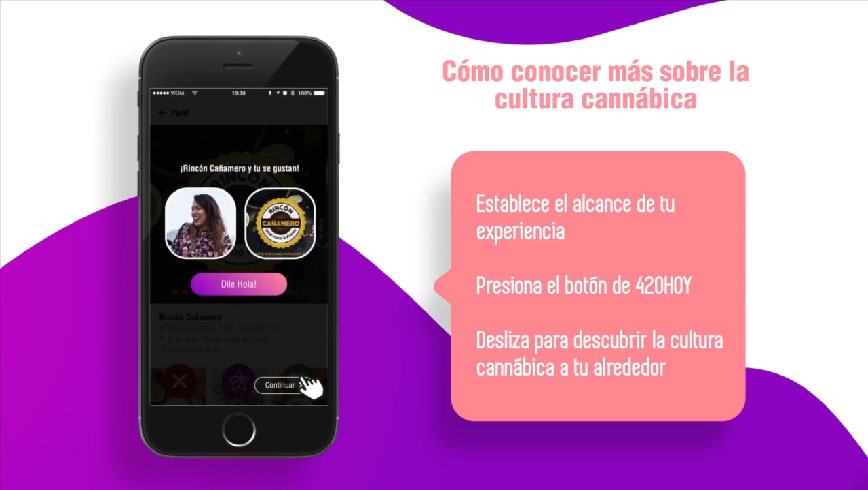 Cómo conocer más sobre la
cultura cannábica
WOM
19:30
100%
Perfil
¡Rincón Cañamero y tu se gustan!
RINCÓN
CAÑAMERO
Dile Hola!
Rincón Cañamero
Continuar
Establece el alcance de tu
experiencia
Presiona el botón de 420HOY
Desliza para descubrir la cultura
cannábica a tu alrededor